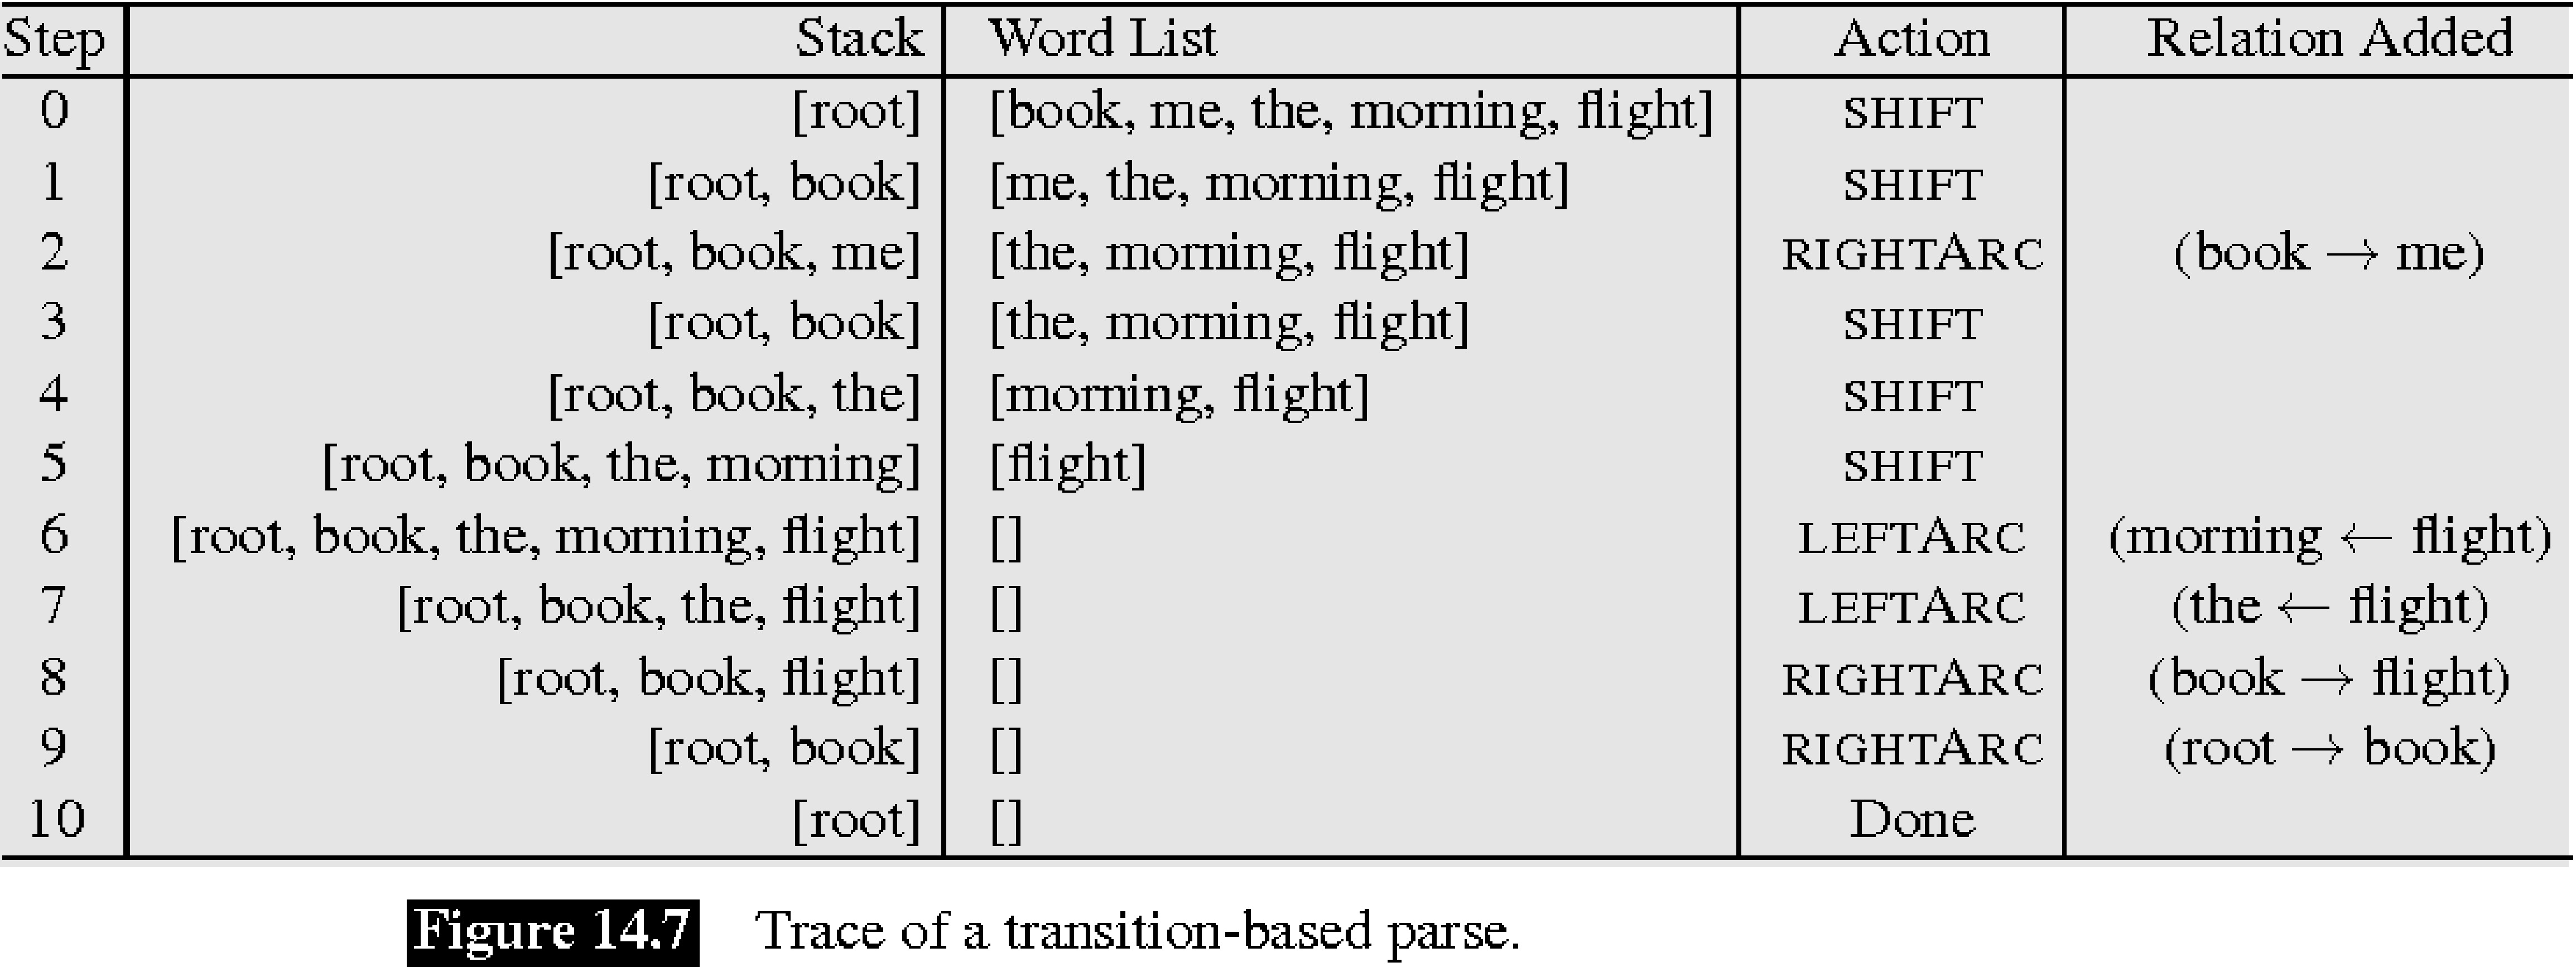 Step Stack Word List Action Relation Added
0 [root] [book, me, the, morning, flight] SHIFT
1 [root, book] [me, the, morning, flight] SHIFT
2 [root, book, me] [the, morning, flight] RIGHTARC (book → me)
3 [root, book] [the, morning, flight] SHIFT
4 [root, book, the] [morning, flight] SHIFT
5 [root, book, the, morning] [flight] SHIFT
6 [root, book, the, morning, flight] [] LEFTARC (morning ← flight)
7 [root, book, the, flight] [] LEFTARC (the ← flight)
8 [root, book, flight] [] RIGHTARC (book → flight)
9 [root, book] [] RIGHTARC (root → book)
10 [root] [] Done
Figure 14.7 Trace of a transition-based parse.